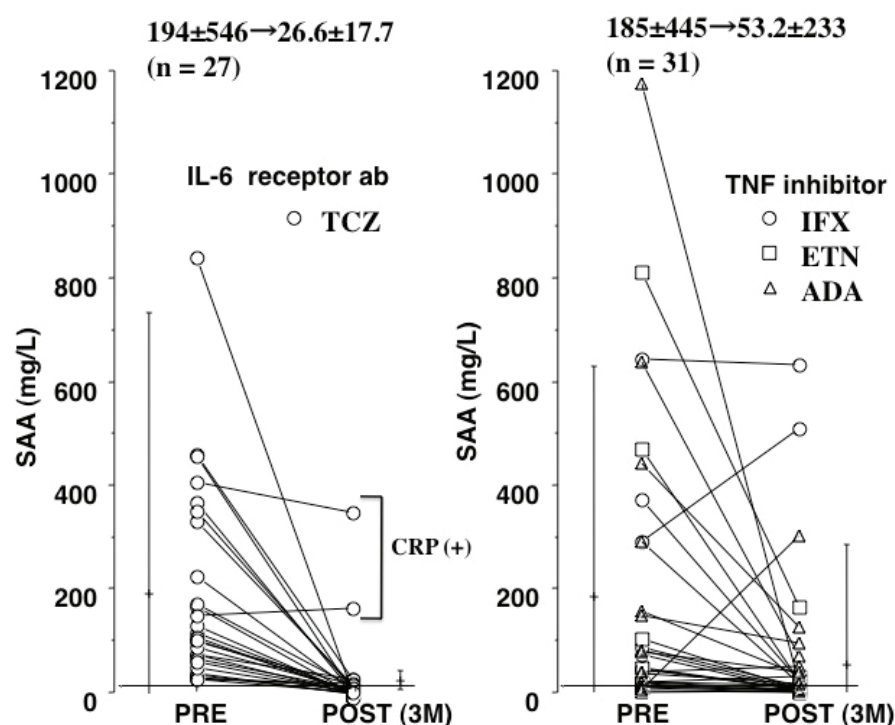 194±546→26.6±17.7
(n = 27)
1200
1000
800
600
400
200
0
SAA (mg/L)
IL-6 receptor ab
TCZ
CRP (+)
PRE
POST (3M)
185±445→53.2±233
(n = 31)
1200
1000
800
600
400
200
0
SAA (mg/L)
TNF inhibitor
IFX
ETN
ADA
PRE
POST (3M)